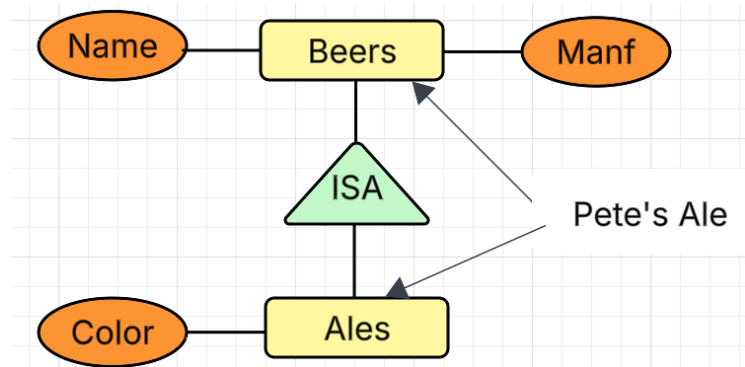 Name
Beers
Manf
ISA
Pete's Ale
Color
Ales